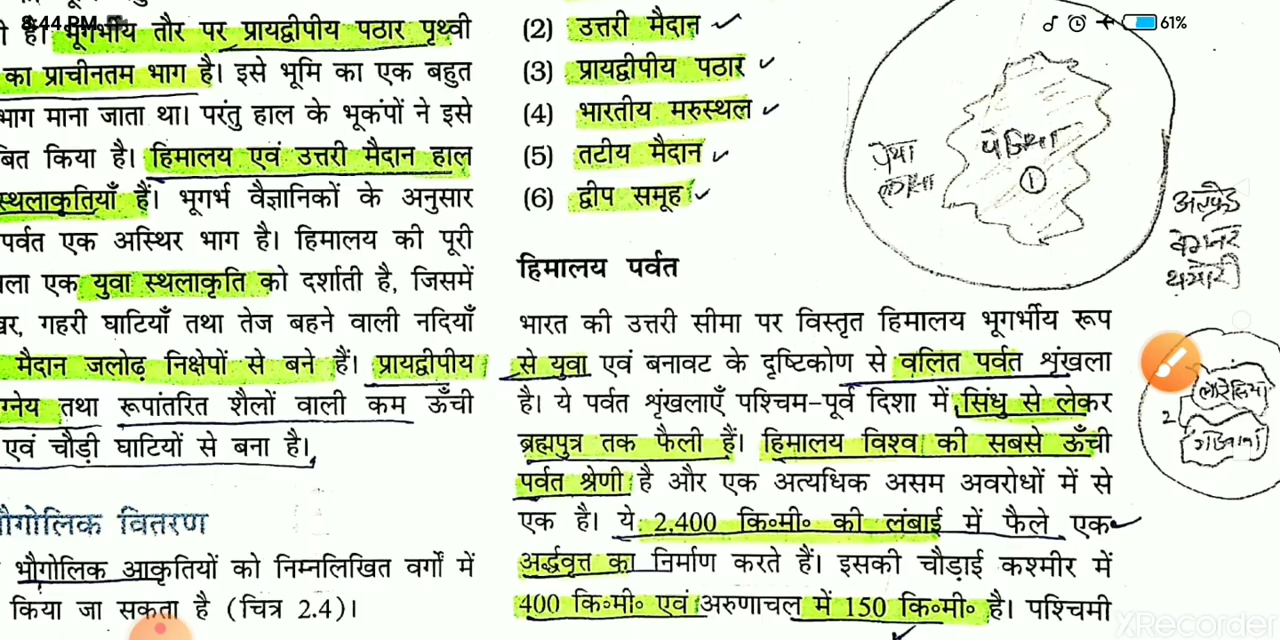 8:44 PM
61%
ी है। भूगर्भीय तौर पर प्रायद्वीपीय पठार पृथ्वी
का प्राचीनतम भाग है। इसे भूमि का एक बहुत
भाग माना जाता था। परंतु हाल के भूकंपों ने इसे
बित किया है। हिमालय एवं उत्तरी मैदान हाल
स्थलाकृतियाँ हैं। भूगर्भ वैज्ञानिकों के अनुसार
पर्वत एक अस्थिर भाग है। हिमालय की पूरी
ला एक युवा स्थलाकृति को दर्शाती है, जिसमें
खर, गहरी घाटियाँ तथा तेज बहने वाली नदियाँ
मैदान जलोढ़ निक्षेपों से बने हैं। प्रायद्वीपीय
ग्नेय तथा रूपांतरित शैलों वाली कम ऊँची
एवं चौड़ी घाटियों से बना है।
भौगोलिक वितरण
भौगोलिक आकृतियों को निम्नलिखित वर्गों में
किया जा सकता है (चित्र 2.4)।
(2) उत्तरी मैदान
(3) प्रायद्वीपीय पठार
(4) भारतीय मरुस्थल
(5) तटीय मैदान
(6) द्वीप समूह
हिमालय पर्वत
भारत की उत्तरी सीमा पर विस्तृत हिमालय भूगर्भीय रूप
से युवा एवं बनावट के दृष्टिकोण से वलित पर्वत शृंखला
है। ये पर्वत शृंखलाएँ पश्चिम-पूर्व दिशा में सिंधु से लेकर
ब्रह्मपुत्र तक फैली हैं। हिमालय विश्व की सबसे ऊँची
पर्वत श्रेणी है और एक अत्यधिक असम अवरोधों में से
एक है। ये 2,400 कि॰मी॰ की लंबाई में फैले एक
अर्द्धवृत्त का निर्माण करते हैं। इसकी चौड़ाई कश्मीर में
400 कि॰मी॰ एवं अरुणाचल में 150 कि॰मी॰ है। पश्चिमी
पेंजिया
1
2
XRecorder